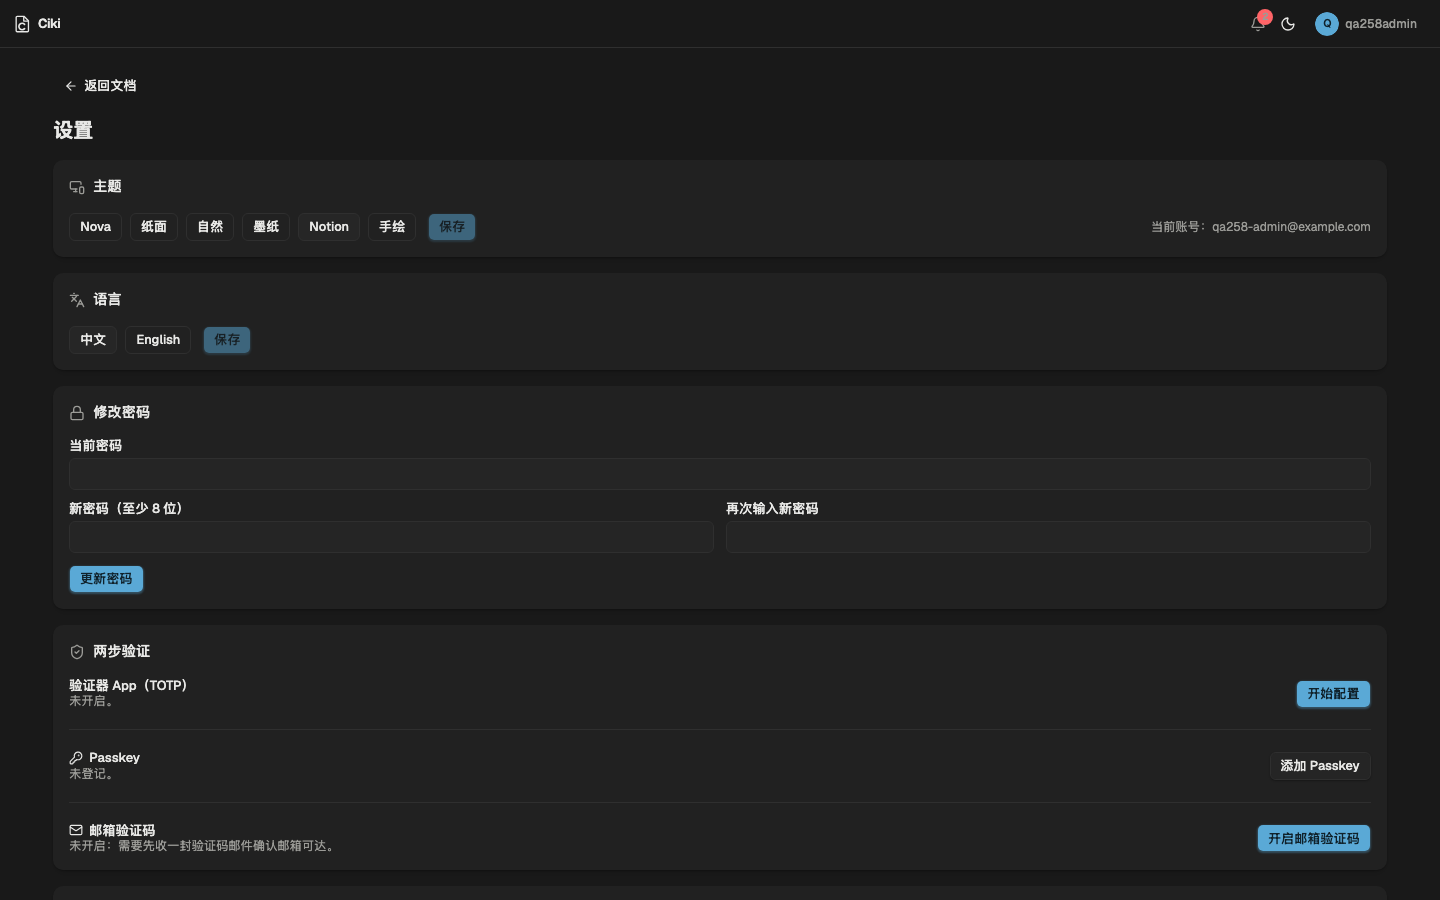 Ciki
Q qa258admin
返回文档
设置
主题
Nova 纸面 自然 墨纸 Notion 手绘 保存 当前账号：qa258-admin@example.com
语言
中文 English 保存
修改密码
当前密码
新密码（至少 8 位） 再次输入新密码
更新密码
两步验证
验证器 App（TOTP）
未开启。
开始配置
Passkey
未登记。
添加 Passkey
邮箱验证码
未开启：需要先收一封验证码邮件确认邮箱可达。
开启邮箱验证码